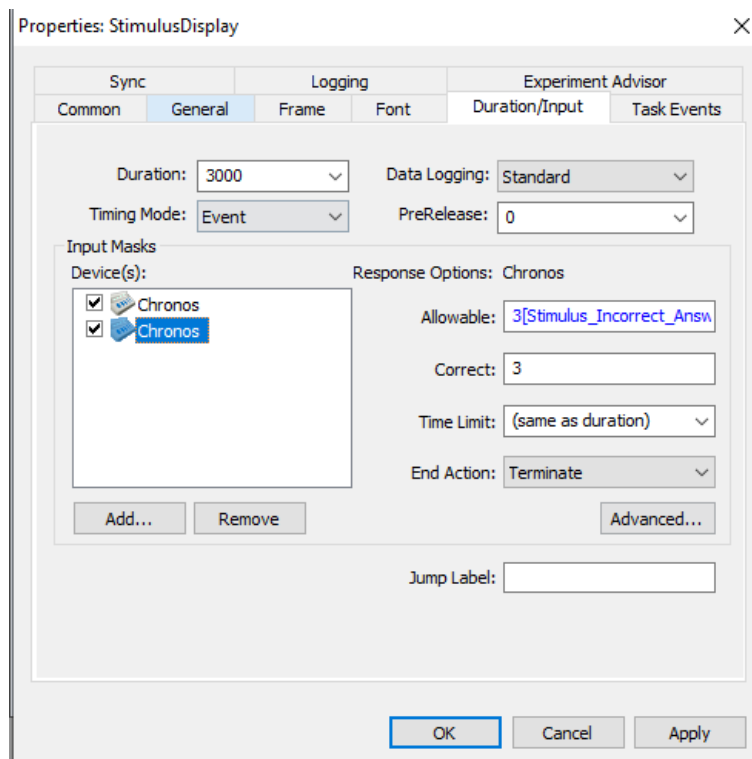 Properties: StimulusDisplay
Sync Logging Experiment Advisor
Common General Frame Font Duration/Input Task Events
Duration: 3000 Data Logging: Standard
Timing Mode: Event PreRelease: 0
Input Masks
Device(s): Response Options: Chronos
Chronos
Chronos
Allowable: 3[Stimulus_Incorrect_Answ
Correct: 3
Time Limit: (same as duration)
End Action: Terminate
Add... Remove Advanced...
Jump Label:
OK Cancel Apply